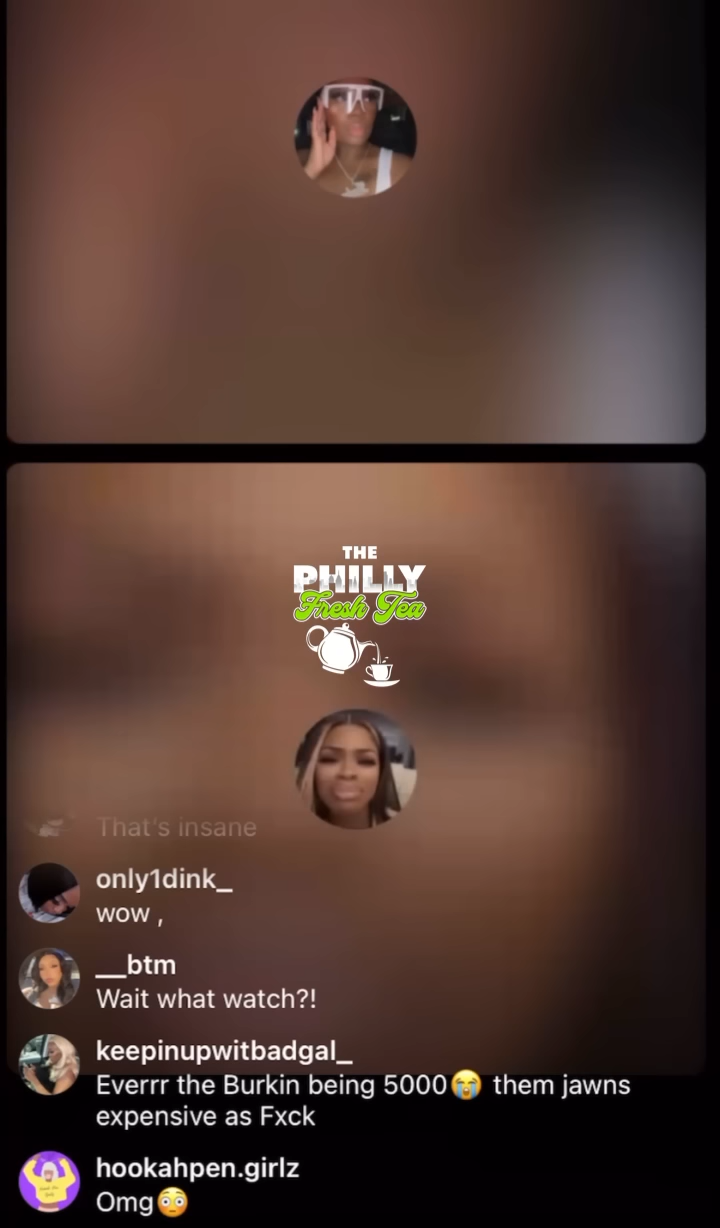 THE
PHILLY
Fresh Tea
That's insane
only1dink_
wow ,
__btm
Wait what watch?!
keepinupwitbadgal_
Everrr the Burkin being 5000😭 them jawns
expensive as Fxck
hookahpen.girlz
Omg😳